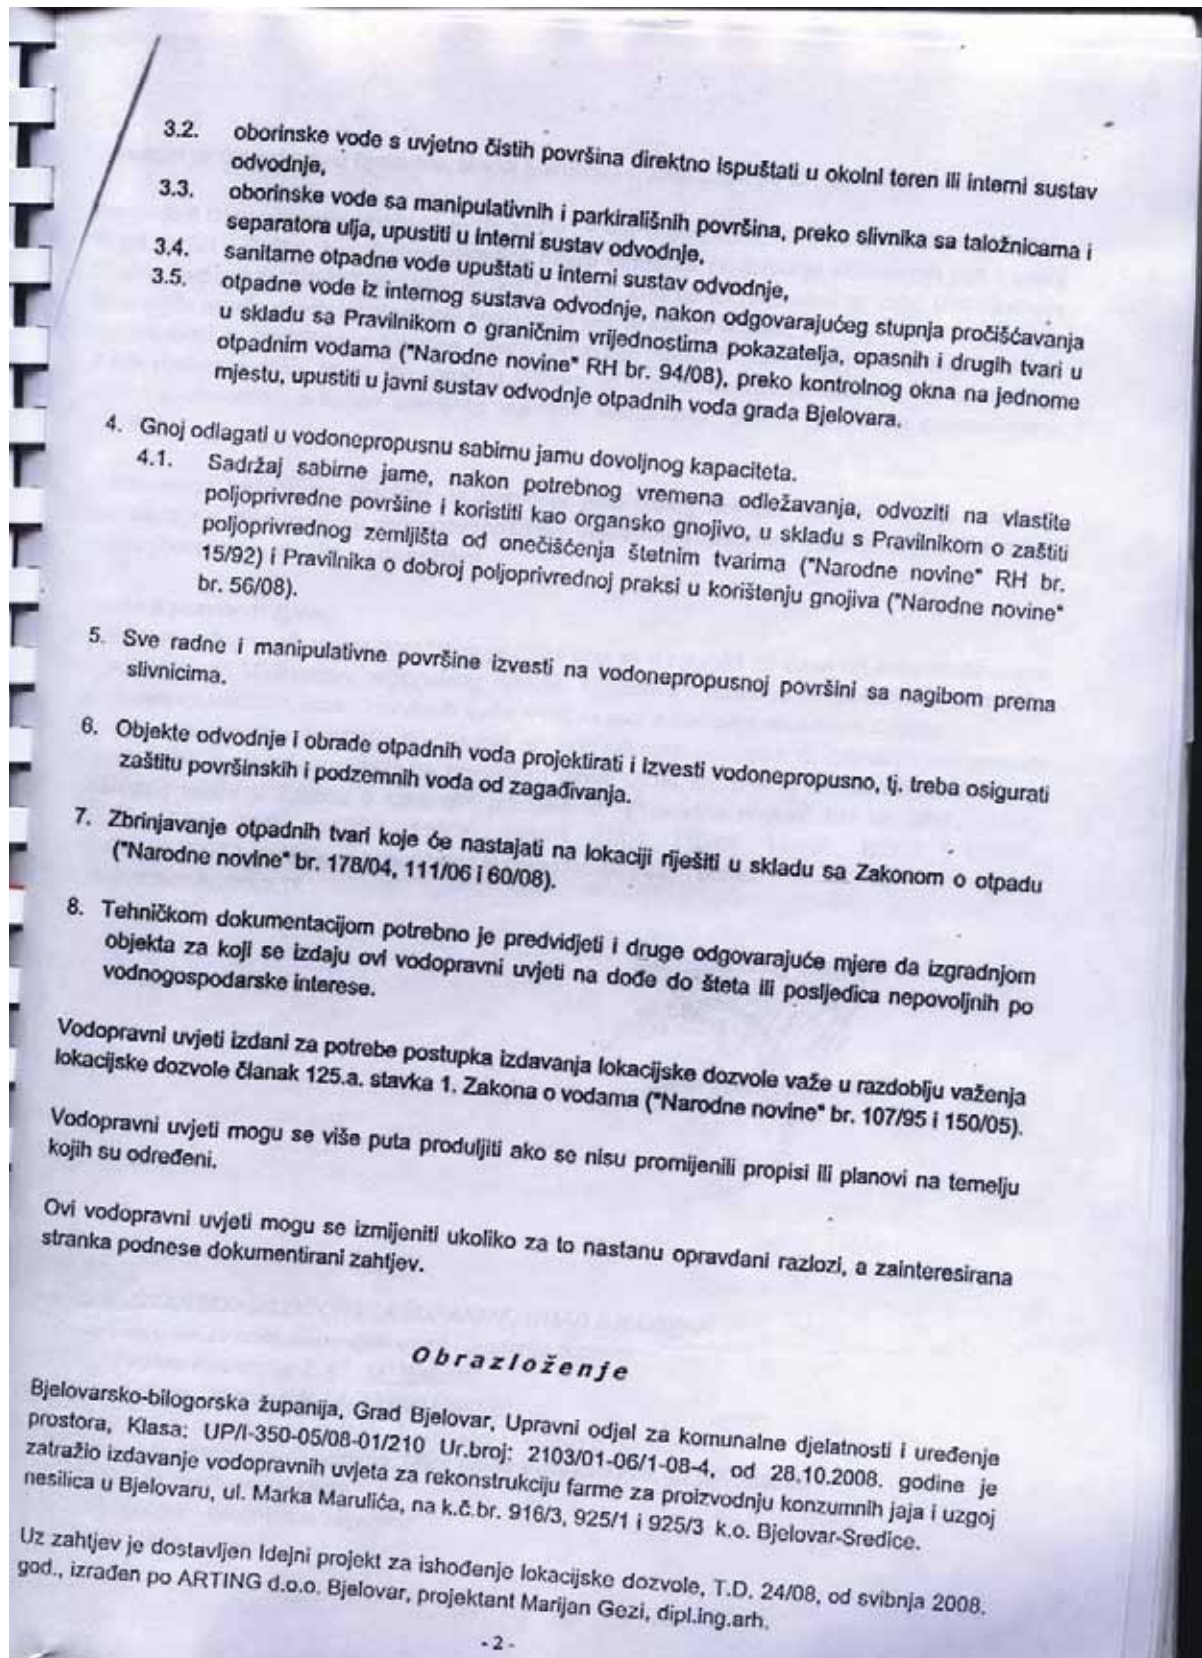 3.2. oborinske vode s uvjetno čistih površina direktno ispuštati u okolni teren ili interni sustav
odvodnje,
3.3. oborinske vode sa manipulativnih i parkirališnih površina, preko slivnika sa taložnicama i
separatora ulja, upustiti u interni sustav odvodnje,
3.4. sanitarne otpadne vode upuštati u interni sustav odvodnje,
3.5. otpadne vode iz internog sustava odvodnje, nakon odgovarajućeg stupnja pročišćavanja
u skladu sa Pravilnikom o graničnim vrijednostima pokazatelja, opasnih i drugih tvari u
otpadnim vodama ("Narodne novine" RH br. 94/08), preko kontrolnog okna na jednome
mjestu, upustiti u javni sustav odvodnje otpadnih voda grada Bjelovara.
4. Gnoj odlagati u vodonepropusnu sabirnu jamu dovoljnog kapaciteta.
4.1. Sadržaj sabirne jame, nakon potrebnog vremena odležavanja, odvoziti na vlastite
poljoprivredne površine i koristiti kao organsko gnojivo, u skladu s Pravilnikom o zaštiti
poljoprivrednog zemljišta od onečišćenja štetnim tvarima ("Narodne novine" RH br.
15/92) i Pravilnika o dobroj poljoprivrednoj praksi u korištenju gnojiva ("Narodne novine"
br. 56/08).
5. Sve radne i manipulativne površine izvesti na vodonepropusnoj površini sa nagibom prema
slivnicima.
6. Objekte odvodnje i obrade otpadnih voda projektirati i izvesti vodonepropusno, tj. treba osigurati
zaštitu površinskih i podzemnih voda od zagađivanja.
7. Zbrinjavanje otpadnih tvari koje će nastajati na lokaciji riješiti u skladu sa Zakonom o otpadu
("Narodne novine" br. 178/04, 111/06 i 60/08).
8. Tehničkom dokumentacijom potrebno je predvidjeti i druge odgovarajuće mjere da izgradnjom
objekta za koji se izdaju ovi vodopravni uvjeti na dođe do šteta ili posljedica nepovoljnih po
vodnogospodarske interese.
Vodopravni uvjeti izdani za potrebe postupka izdavanja lokacijske dozvole važe u razdoblju važenja
lokacijske dozvole članak 125.a. stavka 1. Zakona o vodama ("Narodne novine" br. 107/95 i 150/05).
Vodopravni uvjeti mogu se više puta produljiti ako se nisu promijenili propisi ili planovi na temelju
kojih su određeni.
Ovi vodopravni uvjeti mogu se izmijeniti ukoliko za to nastanu opravdani razlozi, a zainteresirana
stranka podnese dokumentirani zahtjev.
Obrazloženje
Bjelovarsko-bilogorska županija, Grad Bjelovar, Upravni odjel za komunalne djelatnosti i uređenje
prostora, Klasa: UP/I-350-05/08-01/210 Ur.broj: 2103/01-06/1-08-4, od 28.10.2008. godine je
zatražio izdavanje vodopravnih uvjeta za rekonstrukciju farme za proizvodnju konzumnih jaja i uzgoj
nesilica u Bjelovaru, ul. Marka Marulića, na k.č.br. 916/3, 925/1 i 925/3 k.o. Bjelovar-Sredice.
Uz zahtjev je dostavljen Idejni projekt za ishođenje lokacijske dozvole, T.D. 24/08, od svibnja 2008.
god., izrađen po ARTING d.o.o. Bjelovar, projektant Marijan Gezi, dipl.ing.arh.
- 2 -